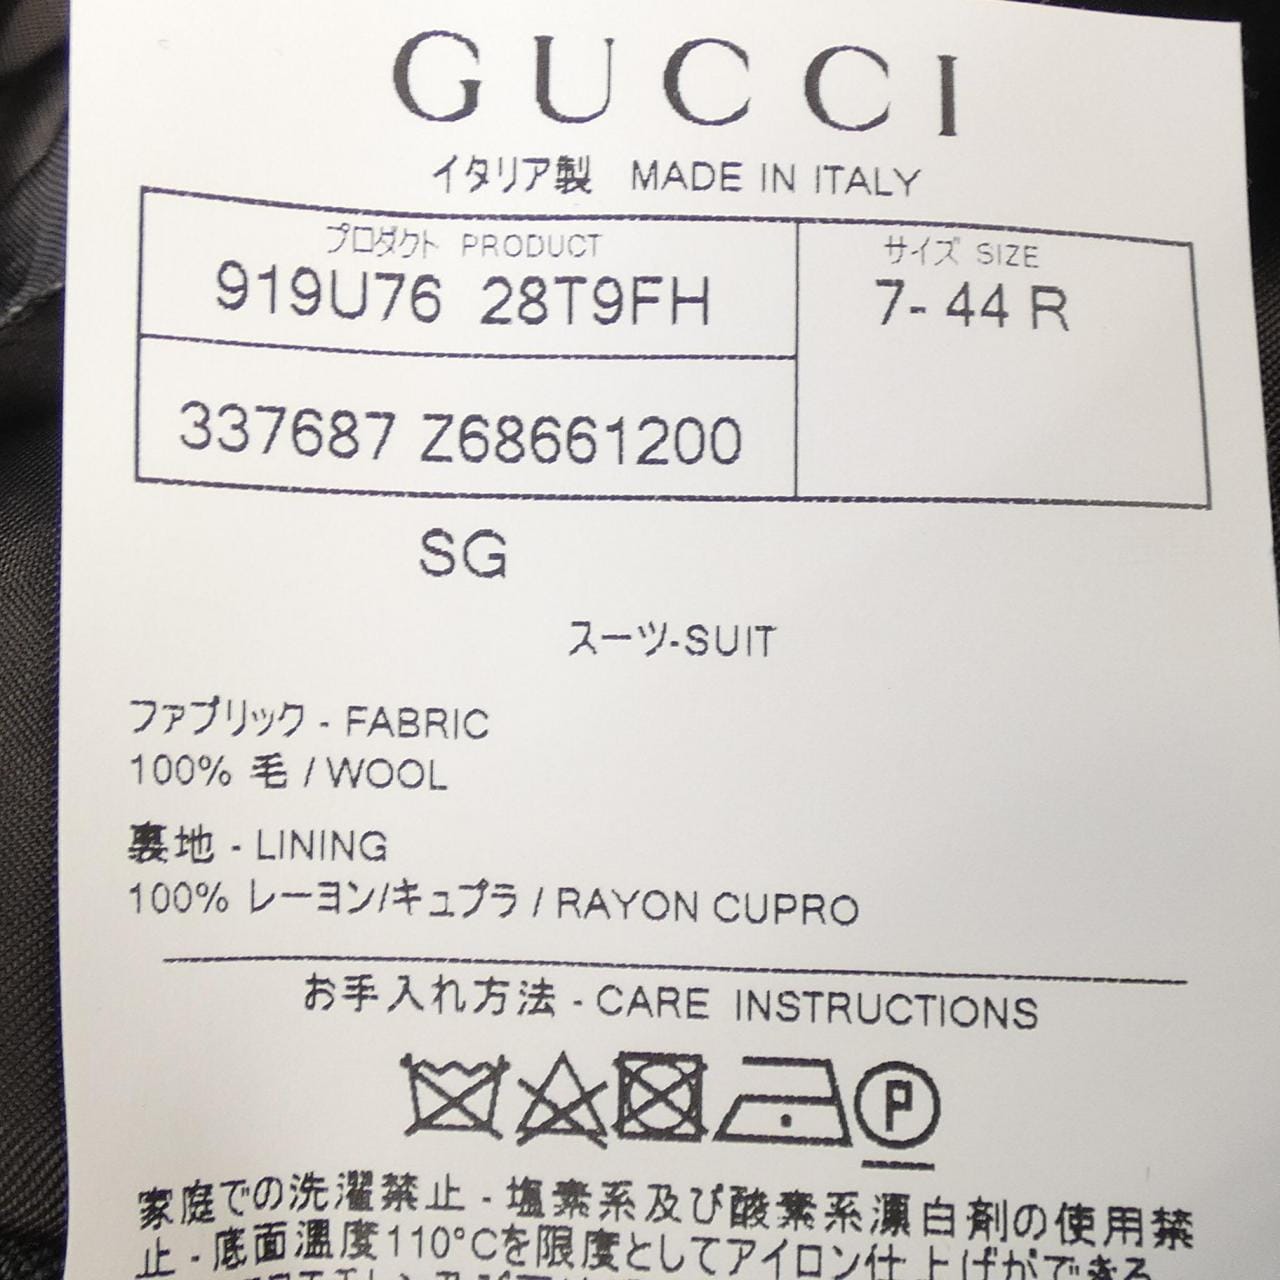 GUCCI
イタリア製 MADE IN ITALY
プロダクト PRODUCT
919U76 28T9FH
サイズ SIZE
7- 44 R
337687 Z68661200
SG
スーツ-SUIT
ファブリック - FABRIC
100% 毛 / WOOL
裏地 - LINING
100% レーヨン/キュプラ / RAYON CUPRO
お手入れ方法 - CARE INSTRUCTIONS
P
家庭での洗濯禁止 - 塩素系及び酸素系漂白剤の使用禁
止 - 底面温度110°Cを限度としてアイロン仕上げができる